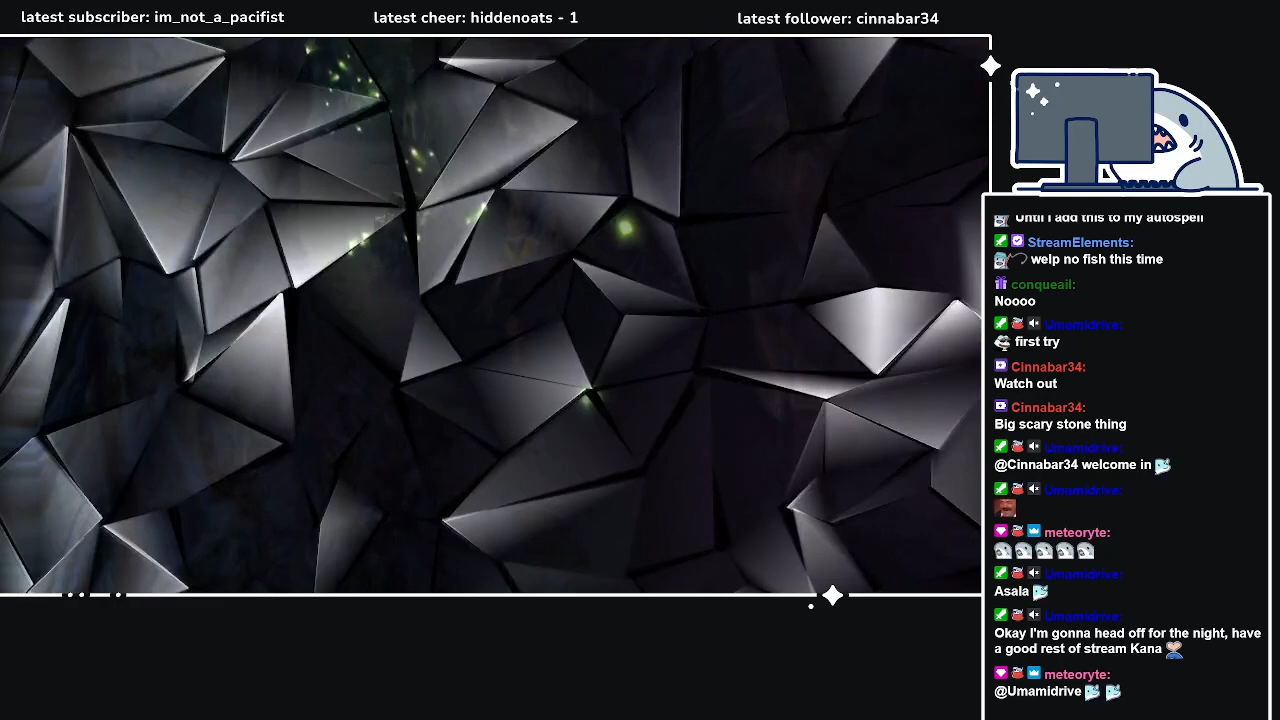 latest subscriber: im_not_a_pacifist
latest cheer: hiddenoats - 1
latest follower: cinnabar34
Until I add this to my autospell
StreamElements:
welp no fish this time
conqueail:
Noooo
Umamidrive:
first try
Cinnabar34:
Watch out
Cinnabar34:
Big scary stone thing
Umamidrive:
@Cinnabar34 welcome in
Umamidrive:
meteoryte:
Umamidrive:
Asala
Umamidrive:
Okay I'm gonna head off for the night, have
a good rest of stream Kana
meteoryte:
@Umamidrive